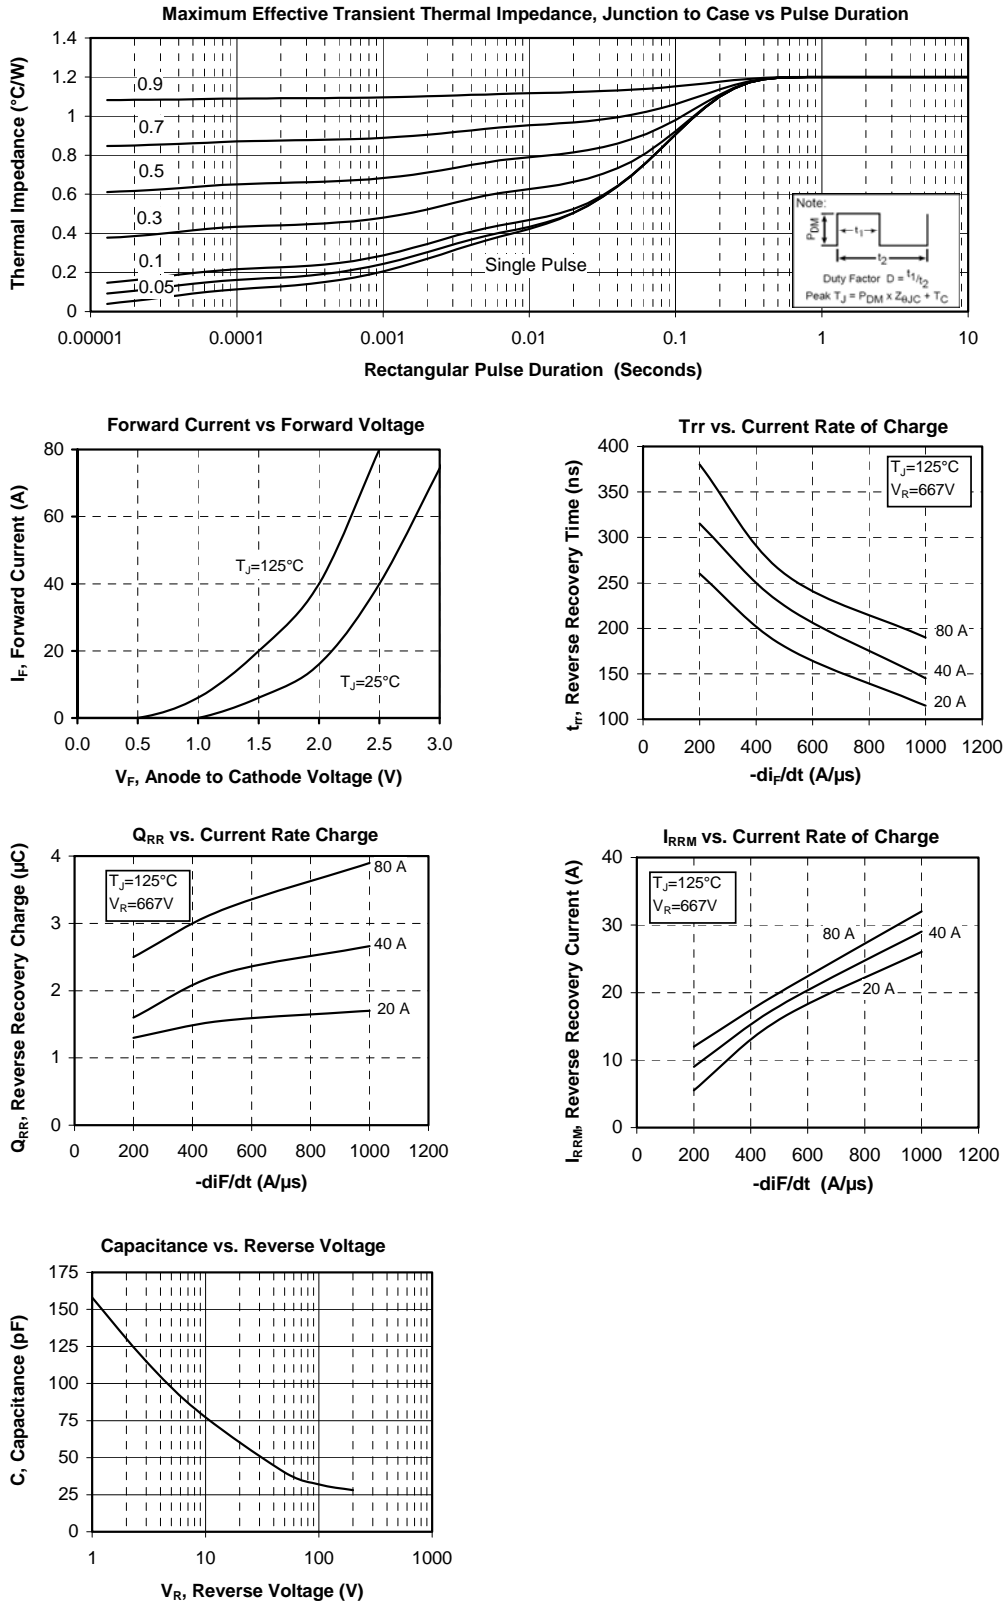 Maximum Effective Transient Thermal Impedance, Junction to Case vs Pulse Duration
Thermal Impedance (°C/W)
1.4
1.2
1
0.8
0.6
0.4
0.2
0
0.9
0.7
0.5
0.3
0.1
0.05
Single Pulse
Note:
PDM
t1
t2
Duty Factor D = t1/t2
Peak TJ = PDM x ZθJC + TC
0.00001 0.0001 0.001 0.01 0.1 1 10
Rectangular Pulse Duration (Seconds)
Forward Current vs Forward Voltage
IF, Forward Current (A)
80
60
40
20
0
TJ=125°C
TJ=25°C
0.0 0.5 1.0 1.5 2.0 2.5 3.0
VF, Anode to Cathode Voltage (V)
Trr vs. Current Rate of Charge
trr, Reverse Recovery Time (ns)
400
350
300
250
200
150
100
TJ=125°C
VR=667V
80 A
40 A
20 A
0 200 400 600 800 1000 1200
-diF/dt (A/µs)
QRR vs. Current Rate Charge
QRR, Reverse Recovery Charge (µC)
4
3
2
1
0
TJ=125°C
VR=667V
80 A
40 A
20 A
0 200 400 600 800 1000 1200
-diF/dt (A/µs)
IRRM vs. Current Rate of Charge
IRRM, Reverse Recovery Current (A)
40
30
20
10
0
TJ=125°C
VR=667V
80 A
40 A
20 A
0 200 400 600 800 1000 1200
-diF/dt (A/µs)
Capacitance vs. Reverse Voltage
C, Capacitance (pF)
175
150
125
100
75
50
25
0
1 10 100 1000
VR, Reverse Voltage (V)